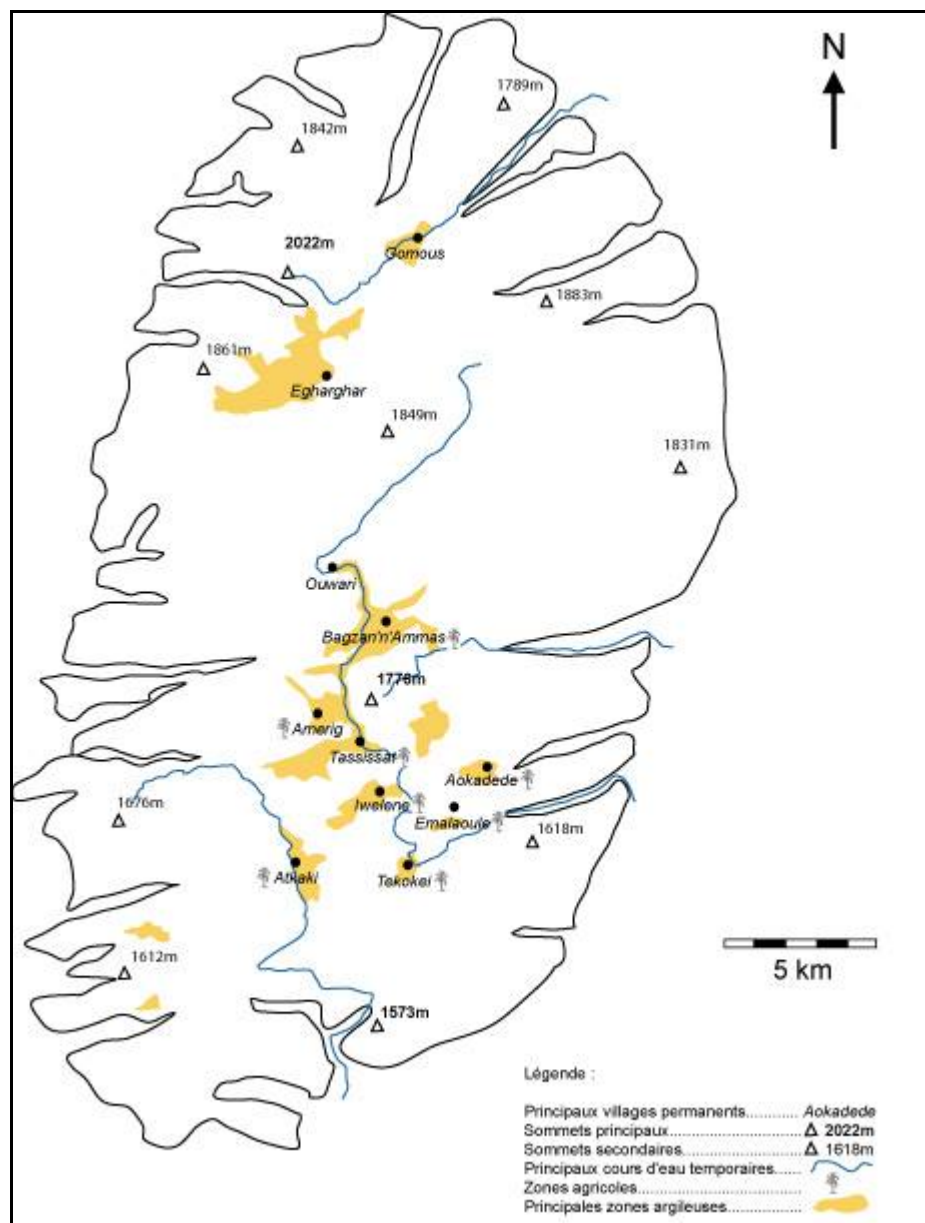 N
1789m
1842m
Gomous
2022m
1883m
1861m
Egharghar
1849m
1831m
Ouwari
Bagzan'n'Ammas
1778m
Amerig
Tassissat
Aokadede
1676m
Iwelene
Emalaoule
1618m
Atkaki
Tekokei
1612m
5 km
1573m
Légende :
Principaux villages permanents............ Aokadede
Sommets principaux....................... 2022m
Sommets secondaires..................... 1618m
Principaux cours d'eau temporaires......
Zones agricoles............................
Principales zones argileuses..........